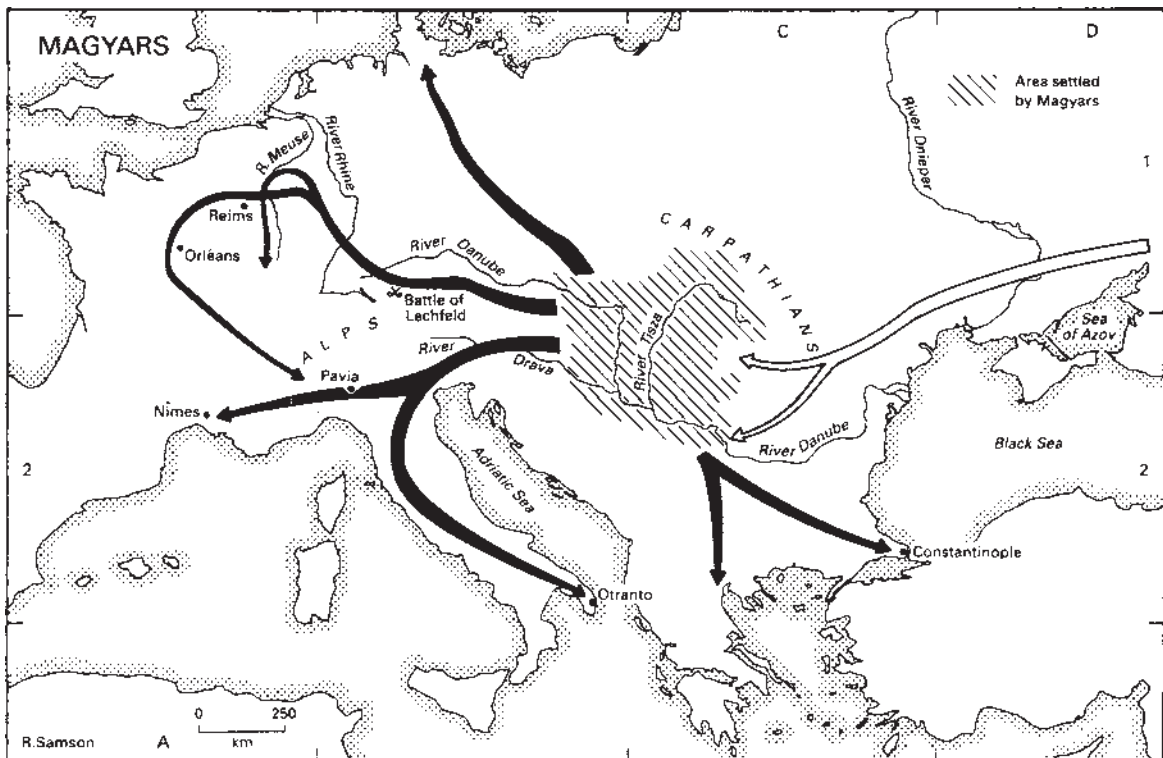 MAGYARS
C
D
Area settled
by Magyars
River Dnieper
1
R. Meuse
River Rhine
Reims
Orléans
CARPATHIANS
River Danube
Battle of
Lechfeld
ALPS
River Tisza
Sea
of Azov
River Drava
Pavia
Nîmes
River Danube
Black Sea
2
Adriatic Sea
2
Constantinople
Otranto
0 250
km
R.Samson
A